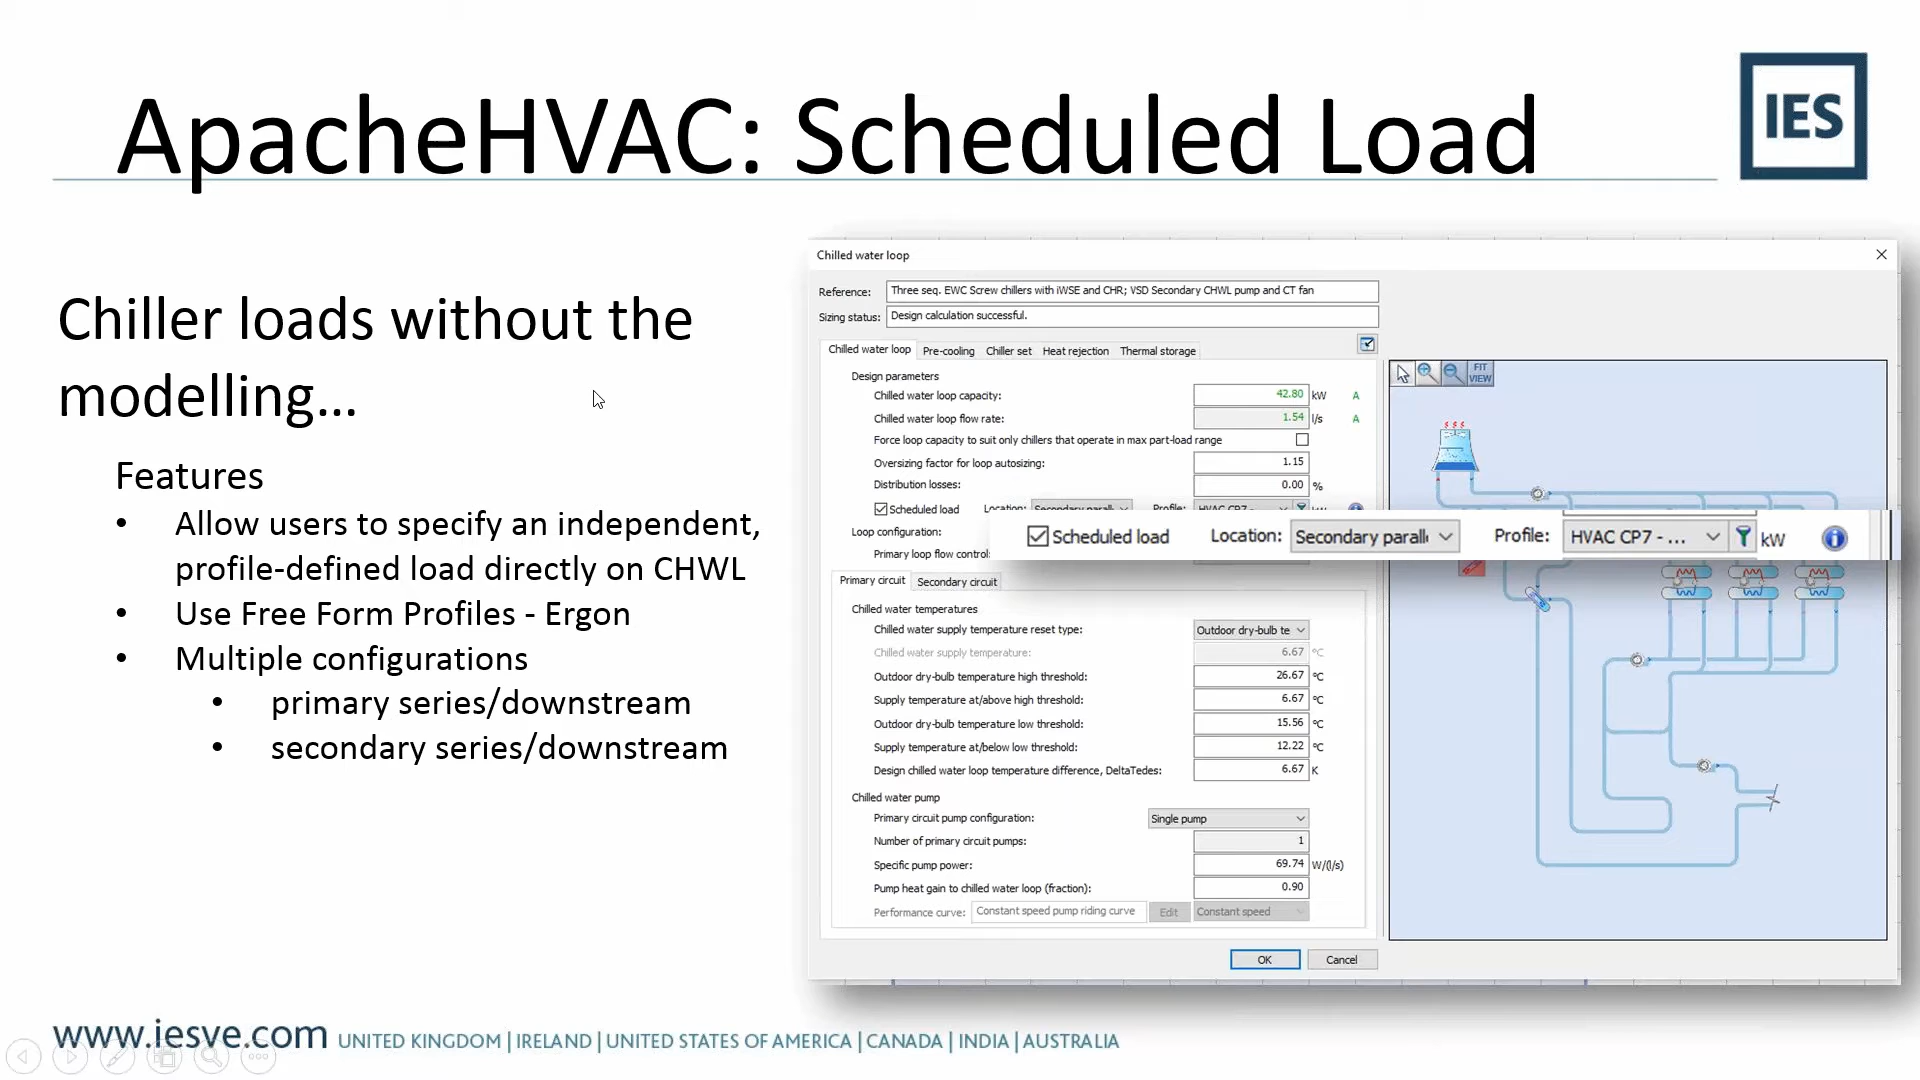 ApacheHVAC: Scheduled Load
IES
Chiller loads without the
modelling...
Features
• Allow users to specify an independent,
profile-defined load directly on CHWL
• Use Free Form Profiles - Ergon
• Multiple configurations
• primary series/downstream
• secondary series/downstream
Chilled water loop
Reference: Three seq. EWC Screw chillers with iWSE and CHR; VSD Secondary CHWL pump and CT fan
Sizing status: Design calculation successful.
Chilled water loop Pre-cooling Chiller set Heat rejection Thermal storage
FIT
VIEW
Design parameters
Chilled water loop capacity: 42.80 kW A
Chilled water loop flow rate: 1.54 l/s A
Force loop capacity to suit only chillers that operate in max part-load range
Oversizing factor for loop autosizing: 1.15
Distribution losses: 0.00 %
Scheduled load Location: Secondary parall Profile: HVAC CP7 - kW
Loop configuration:
Scheduled load Location: Secondary parall Profile: HVAC CP7 - ... kW
Primary loop flow control:
Primary circuit Secondary circuit
Chilled water temperatures
Chilled water supply temperature reset type: Outdoor dry-bulb te
Chilled water supply temperature: 6.67 °C
Outdoor dry-bulb temperature high threshold: 26.67 °C
Supply temperature at/above high threshold: 6.67 °C
Outdoor dry-bulb temperature low threshold: 15.56 °C
Supply temperature at/below low threshold: 12.22 °C
Design chilled water loop temperature difference, DeltaTedes: 6.67 K
Chilled water pump
Primary circuit pump configuration: Single pump
Number of primary circuit pumps: 1
Specific pump power: 69.74 W/(l/s)
Pump heat gain to chilled water loop (fraction): 0.90
Performance curve: Constant speed pump riding curve Edit Constant speed
OK Cancel
www.iesve.com UNITED KINGDOM | IRELAND | UNITED STATES OF AMERICA | CANADA | INDIA | AUSTRALIA